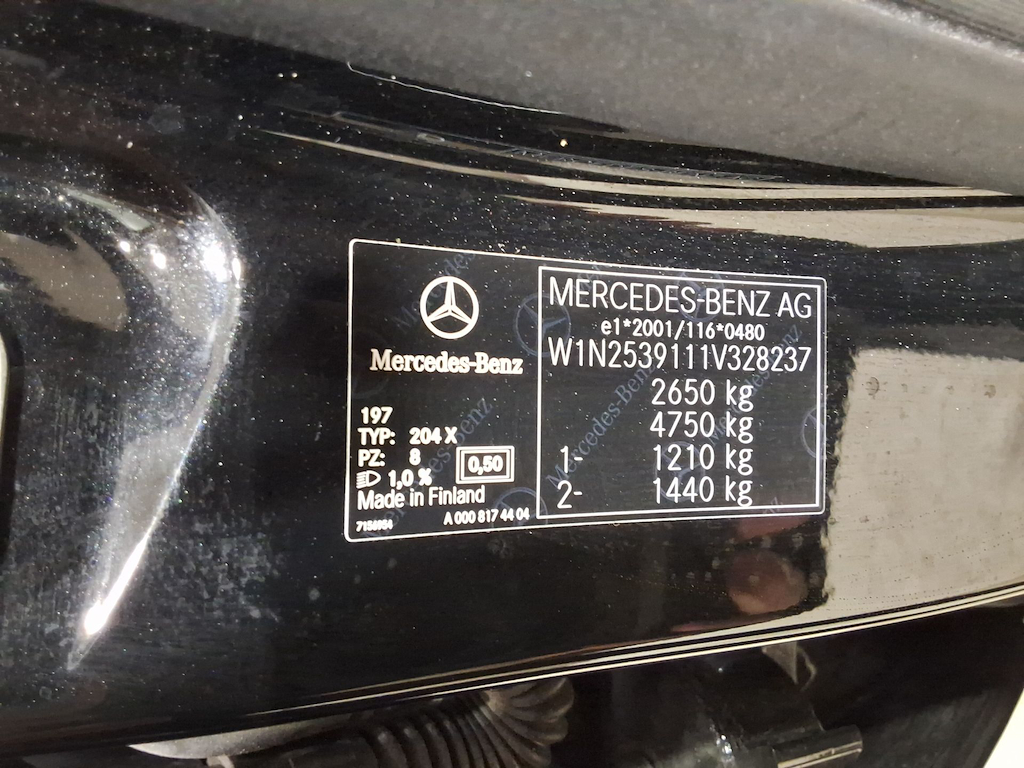 Mercedes-Benz
197
TYP: 204 X
PZ: 8
0,50
1,0 %
Made in Finland
A 000 817 44 04
MERCEDES-BENZ AG
e1*2001/116*0480
W1N2539111V328237
2650 kg
4750 kg
1- 1210 kg
2- 1440 kg